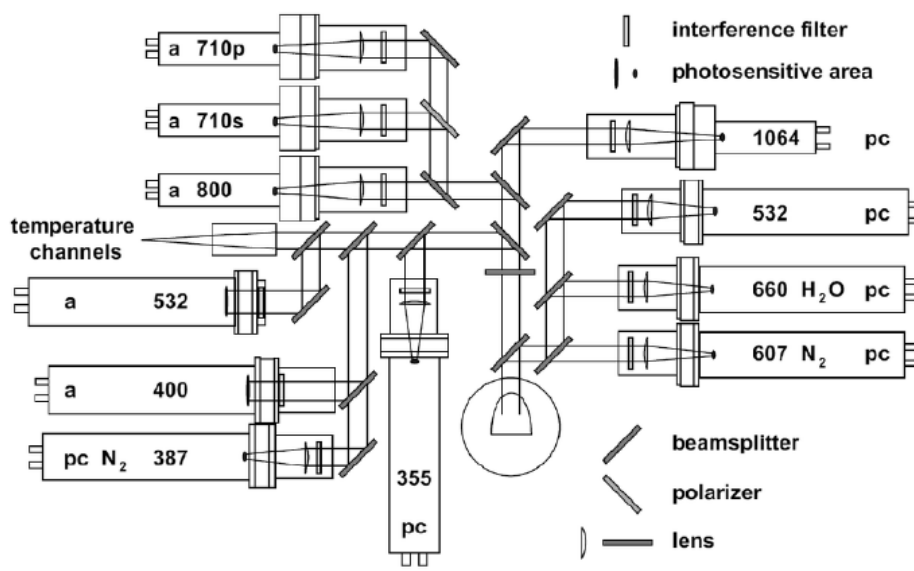 a 710p
interference filter
photosensitive area
a 710s
1064 pc
a 800
532 pc
temperature
channels
660 H₂O pc
a 532
607 N₂ pc
a 400
pc N₂ 387
355
pc
beamsplitter
polarizer
lens